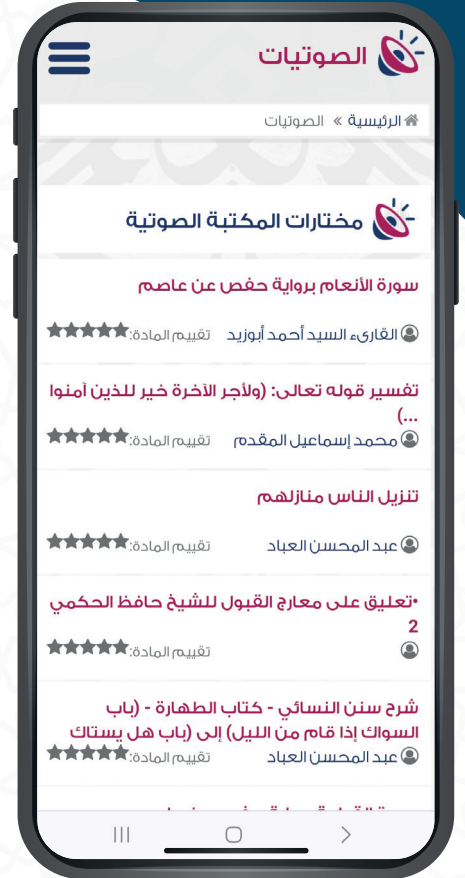 الصوتيات
الرئيسية » الصوتيات
مختارات المكتبة الصوتية
سورة الأنعام برواية حفص عن عاصم
القارىء السيد أحمد أبوزيد تقييم المادة:
تفسير قوله تعالى: (ولأجر الآخرة خير للذين آمنوا
...)
محمد إسماعيل المقدم تقييم المادة:
تنزيل الناس منازلهم
عبد المحسن العباد تقييم المادة:
•تعليق على معارج القبول للشيخ حافظ الحكمي
2
تقييم المادة:
شرح سنن النسائي - كتاب الطهارة - (باب
السواك إذا قام من الليل) إلى (باب هل يستاك
عبد المحسن العباد تقييم المادة: